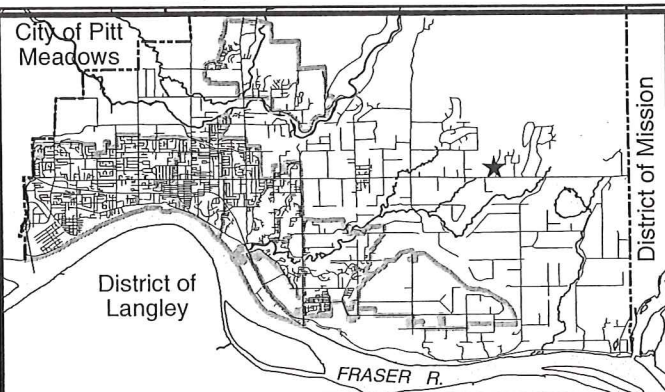 City of Pitt
Meadows
District of Mission
District of
Langley
FRASER R.